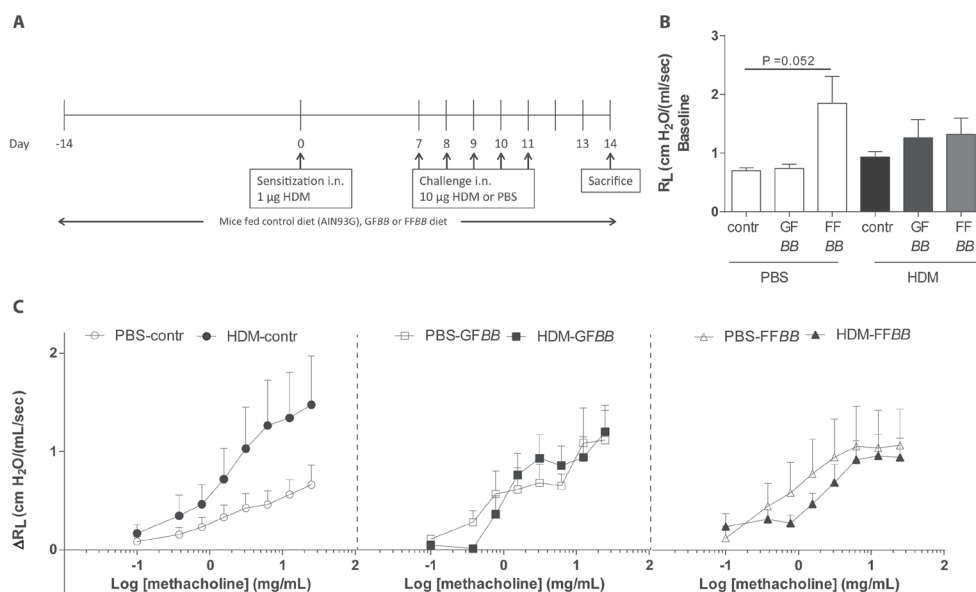 A
Day
-14
0
7
8
9
10
11
13
14
Sensitization i.n.
1 µg HDM
Challenge i.n.
10 µg HDM or PBS
Sacrifice
Mice fed control diet (AIN93G), GFBB or FFBB diet
B
RL (cm H2O/(ml/sec)
Baseline
3
2
1
0
P =0.052
contr
GF
BB
FF
BB
contr
GF
BB
FF
BB
PBS
HDM
C
ΔRL (cm H2O/(mL/sec)
2
1
0
PBS-contr
HDM-contr
PBS-GFBB
HDM-GFBB
PBS-FFBB
HDM-FFBB
-1
0
1
2
-1
0
1
2
-1
0
1
2
Log [methacholine] (mg/mL)
Log [methacholine] (mg/mL)
Log [methacholine] (mg/mL)